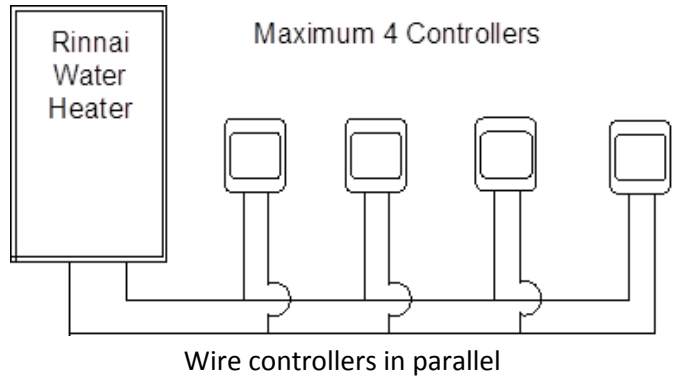 Rinnai
Water
Heater
Maximum 4 Controllers
Wire controllers in parallel